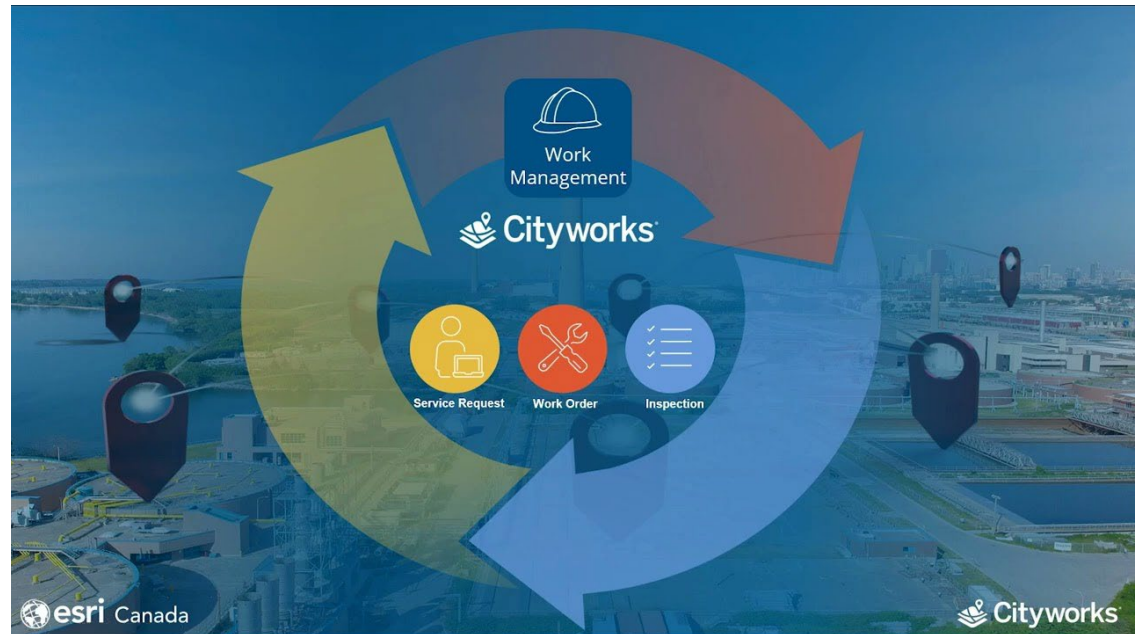 Work
Management
Cityworks
Service Request
Work Order
Inspection
esri Canada
Cityworks